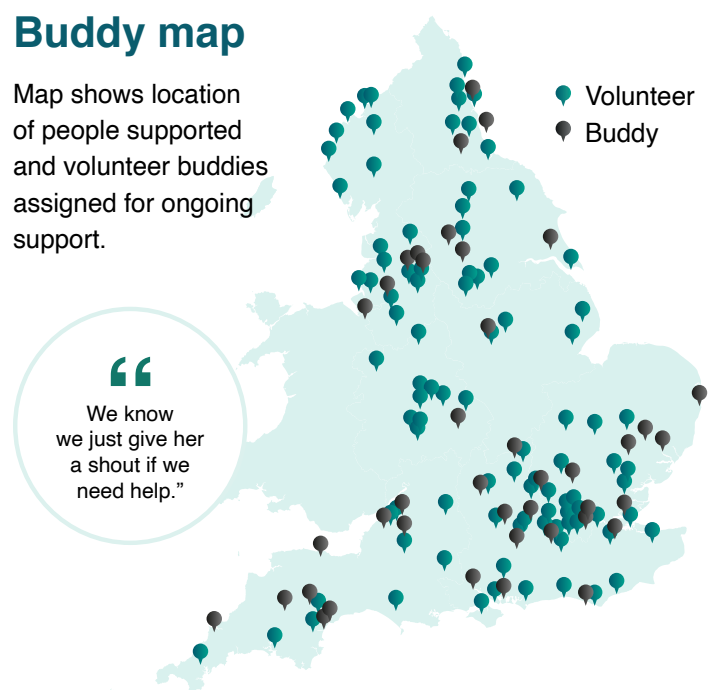 Buddy map
Map shows location
of people supported
and volunteer buddies
assigned for ongoing
support.
Volunteer
Buddy
“
We know
we just give her
a shout if we
need help.”